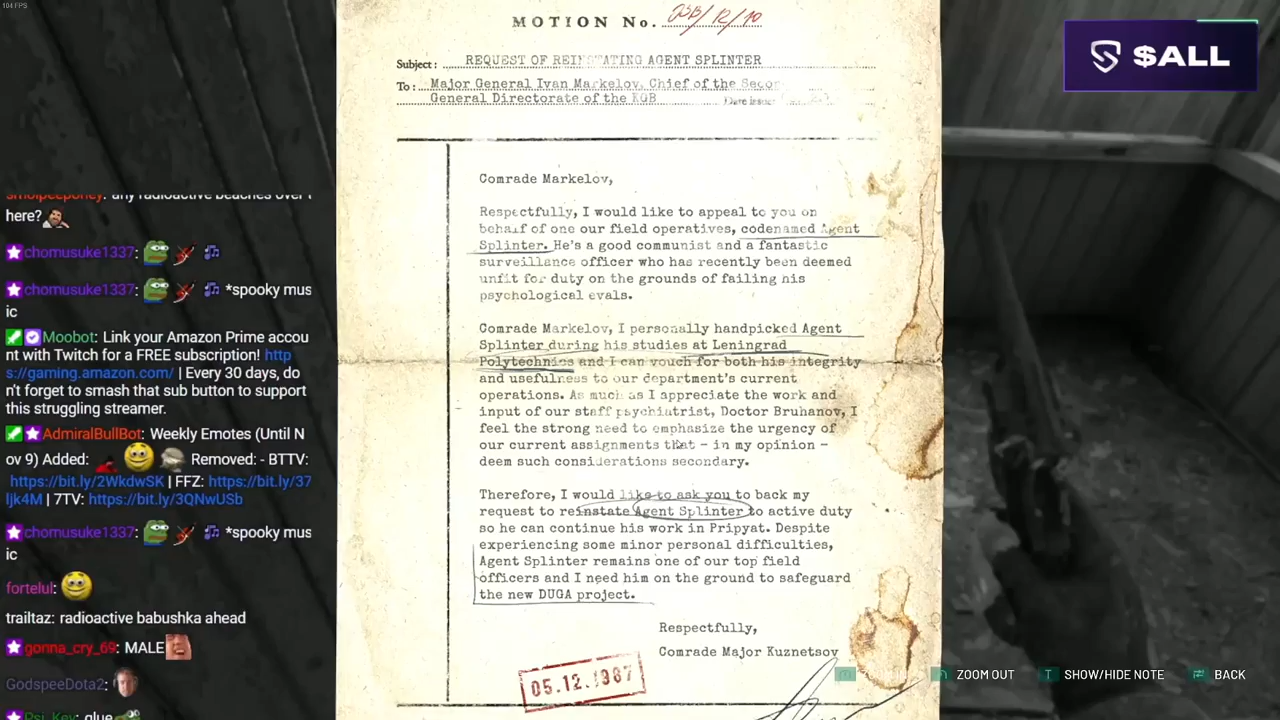 104 FPS
MOTION No.
$ALL
Subject: REQUEST OF REINSTATING AGENT SPLINTER
To: Major General Ivan Markelov, Chief of the Second
General Directorate of the KGB
Comrade Markelov,
Respectfully, I would like to appeal to you on
behalf of one our field operatives, codenamed Agent
Splinter. He's a good communist and a fantastic
surveillance officer who has recently been deemed
unfit for duty on the grounds of failing his
psychological evals.
Comrade Markelov, I personally handpicked Agent
Splinter during his studies at Leningrad
Polytechnics and I can vouch for both his integrity
and usefulness to our department's current
operations. As much as I appreciate the work and
input of our staff psychiatrist, Doctor Bruhanov, I
feel the strong need to emphasize the urgency of
our current assignments that - in my opinion -
deem such considerations secondary.
Therefore, I would like to ask you to back my
request to reinstate Agent Splinter to active duty
so he can continue his work in Pripyat. Despite
experiencing some minor personal difficulties,
Agent Splinter remains one of our top field
officers and I need him on the ground to safeguard
the new DUGA project.
Respectfully,
Comrade Major Kuznetsov
05.12.1987
ZOOM OUT
T SHOW/HIDE NOTE
BACK
smolpeeponey: any radioactive beaches over
here?
chomusuke1337:
chomusuke1337: *spooky mus
ic
Moobot: Link your Amazon Prime accou
nt with Twitch for a FREE subscription! http
s://gaming.amazon.com/ | Every 30 days, do
n't forget to smash that sub button to support
this struggling streamer.
AdmiralBullBot: Weekly Emotes (Until N
ov 9) Added: Removed: - BTTV:
https://bit.ly/2WkdwSK | FFZ: https://bit.ly/37
ljk4M | 7TV: https://bit.ly/3QNwUSb
chomusuke1337: *spooky mus
ic
fortelul:
trailtaz: radioactive babushka ahead
gonna_cry_69: MALE
GodspeeDota2:
Psi_Key: glue